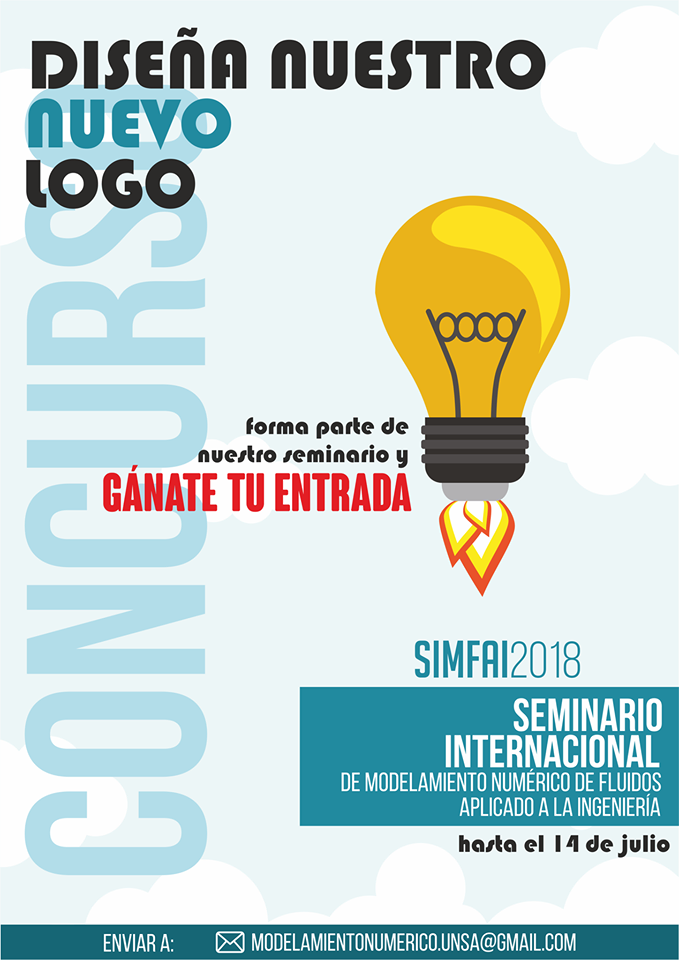 DISEÑA NUESTRO
NUEVO
LOGO
CONCURSO
forma parte de
nuestro seminario y
GÁNATE TU ENTRADA
SIMFAI2018
SEMINARIO
INTERNACIONAL
DE MODELAMIENTO NUMÉRICO DE FLUIDOS
APLICADO A LA INGENIERÍA
hasta el 14 de julio
ENVIAR A: MODELAMIENTONUMERICO.UNSA@GMAIL.COM